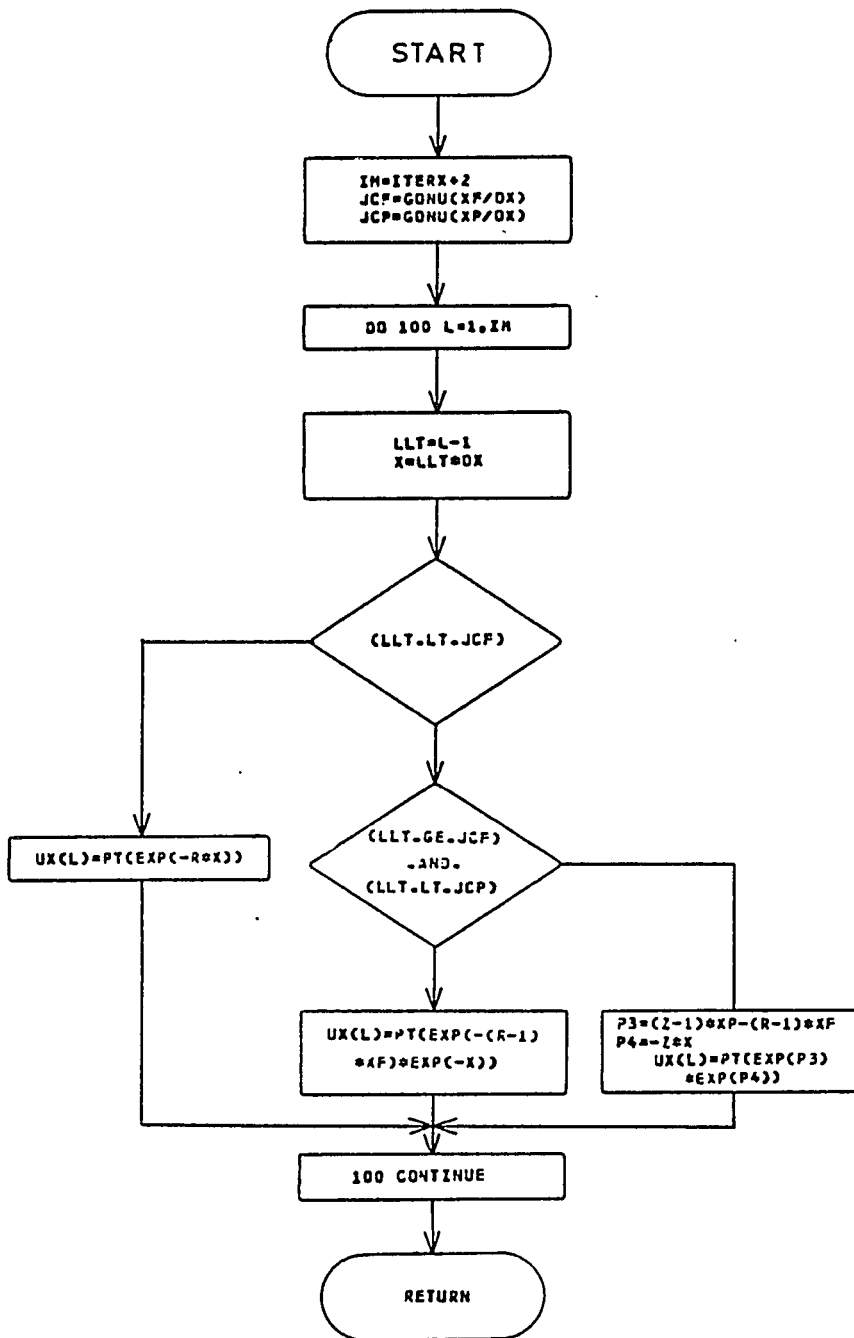 START
IM=ITERX+2
JCF=GONU(XF/DX)
JCP=GONU(XP/DX)
DO 100 L=1,IM
LLT=L-1
X=LLT*DX
(LLT.LT.JCF)
UX(L)=PT(EXP(-R*X))
(LLT.GE.JCF)
.AND.
(LLT.LT.JCP)
UX(L)=PT(EXP(-(R-1)
*XF)*EXP(-X))
P3=(Z-1)*XP-(R-1)*XF
P4=-Z*X
UX(L)=PT(EXP(P3)
*EXP(P4))
100 CONTINUE
RETURN